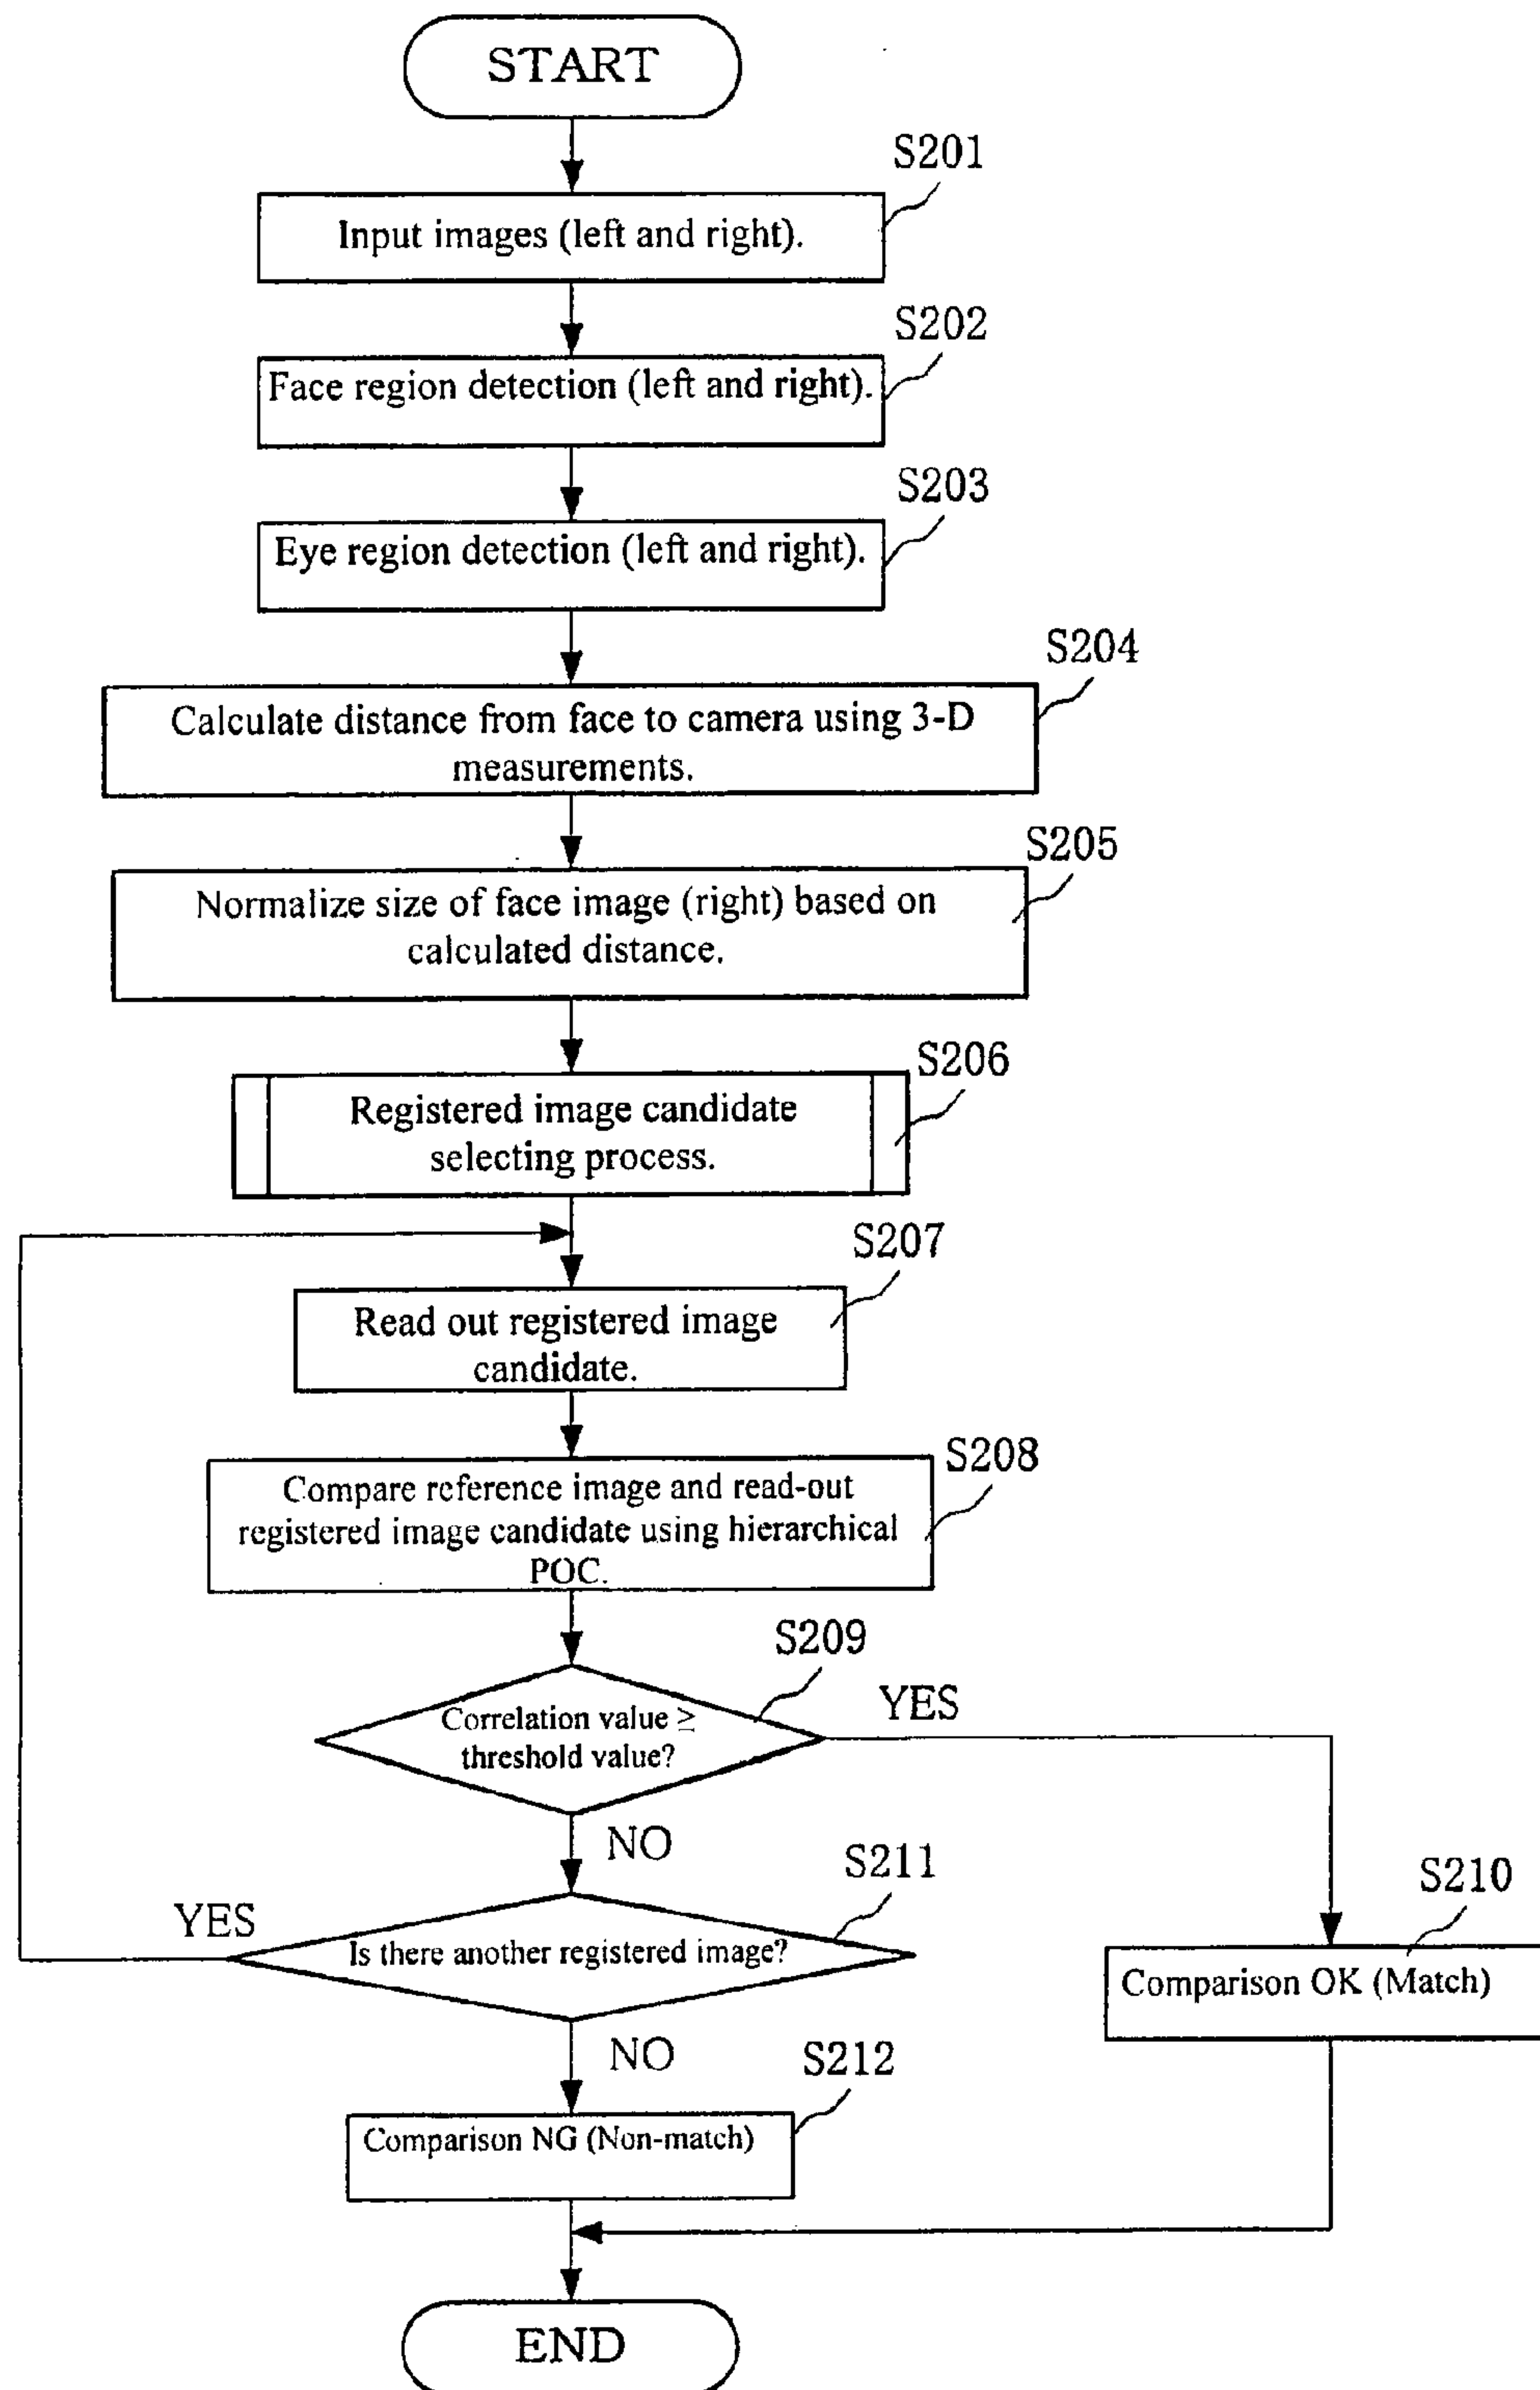 START
S201
Input images (left and right).
S202
Face region detection (left and right).
S203
Eye region detection (left and right).
S204
Calculate distance from face to camera using 3-D
measurements.
S205
Normalize size of face image (right) based on
calculated distance.
S206
Registered image candidate
selecting process.
S207
Read out registered image
candidate.
S208
Compare reference image and read-out
registered image candidate using hierarchical
POC.
S209
Correlation value ≥
threshold value?
YES
NO
S211
YES
Is there another registered image?
S210
Comparison OK (Match)
NO
S212
Comparison NG (Non-match)
END